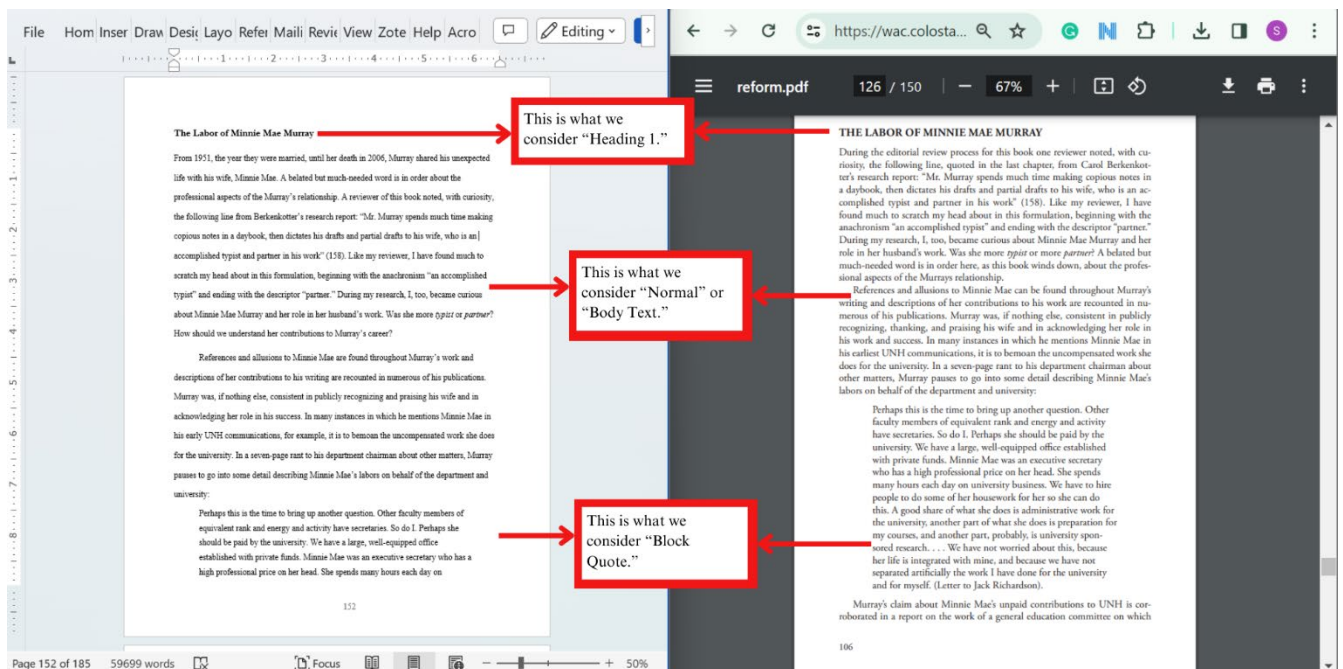 File Hom Inser Draw Desig Layo Refer Maili Revie View Zote Help Acro Editing
1 2 3 4 5 6
The Labor of Minnie Mae Murray
From 1951, the year they were married, until her death in 2006, Murray shared his unexpected
life with his wife, Minnie Mae. A belated but much-needed word is in order about the
professional aspects of the Murray's relationship. A reviewer of this book noted, with curiosity,
the following line from Berkenkotter's research report: “Mr. Murray spends much time making
copious notes in a daybook, then dictates his drafts and partial drafts to his wife, who is an
accomplished typist and partner in his work” (158). Like my reviewer, I have found much to
scratch my head about in this formulation, beginning with the anachronism “an accomplished
typist” and ending with the descriptor “partner.” During my research, I, too, became curious
about Minnie Mae Murray and her role in her husband's work. Was she more typist or partner?
How should we understand her contributions to Murray's career?
References and allusions to Minnie Mae are found throughout Murray's work and
descriptions of her contributions to his writing are recounted in numerous of his publications.
Murray was, if nothing else, consistent in publicly recognizing and praising his wife and in
acknowledging her role in his success. In many instances in which he mentions Minnie Mae in
his early UNH communications, for example, it is to bemoan the uncompensated work she does
for the university. In a seven-page rant to his department chairman about other matters, Murray
pauses to go into some detail describing Minnie Mae's labors on behalf of the department and
university:
Perhaps this is the time to bring up another question. Other faculty members of
equivalent rank and energy and activity have secretaries. So do I. Perhaps she
should be paid by the university. We have a large, well-equipped office
established with private funds. Minnie Mae was an executive secretary who has a
high professional price on her head. She spends many hours each day on
152
Page 152 of 185 59699 words Focus 50%
This is what we
consider “Heading 1.”
This is what we
consider “Normal” or
“Body Text.”
This is what we
consider “Block
Quote.”
https://wac.colosta... S
reform.pdf 126 / 150 67%
THE LABOR OF MINNIE MAE MURRAY
During the editorial review process for this book one reviewer noted, with cu-
riosity, the following line, quoted in the last chapter, from Carol Berkenkot-
ter's research report: “Mr. Murray spends much time making copious notes in
a daybook, then dictates his drafts and partial drafts to his wife, who is an ac-
complished typist and partner in his work” (158). Like my reviewer, I have
found much to scratch my head about in this formulation, beginning with the
anachronism “an accomplished typist” and ending with the descriptor “partner.”
During my research, I, too, became curious about Minnie Mae Murray and her
role in her husband's work. Was she more typist or more partner? A belated but
much-needed word is in order here, as this book winds down, about the profes-
sional aspects of the Murrays relationship.
References and allusions to Minnie Mae can be found throughout Murray's
writing and descriptions of her contributions to his work are recounted in nu-
merous of his publications. Murray was, if nothing else, consistent in publicly
recognizing, thanking, and praising his wife and in acknowledging her role in
his work and success. In many instances in which he mentions Minnie Mae in
his earliest UNH communications, it is to bemoan the uncompensated work she
does for the university. In a seven-page rant to his department chairman about
other matters, Murray pauses to go into some detail describing Minnie Mae's
labors on behalf of the department and university:
Perhaps this is the time to bring up another question. Other
faculty members of equivalent rank and energy and activity
have secretaries. So do I. Perhaps she should be paid by the
university. We have a large, well-equipped office established
with private funds. Minnie Mae was an executive secretary
who has a high professional price on her head. She spends
many hours each day on university business. We have to hire
people to do some of her housework for her so she can do
this. A good share of what she does is administrative work for
the university, another part of what she does is preparation for
my courses, and another part, probably, is university spon-
sored research. . . . We have not worried about this, because
her life is integrated with mine, and because we have not
separated artificially the work I have done for the university
and for myself. (Letter to Jack Richardson).
Murray's claim about Minnie Mae's unpaid contributions to UNH is cor-
roborated in a report on the work of a general education committee on which
106